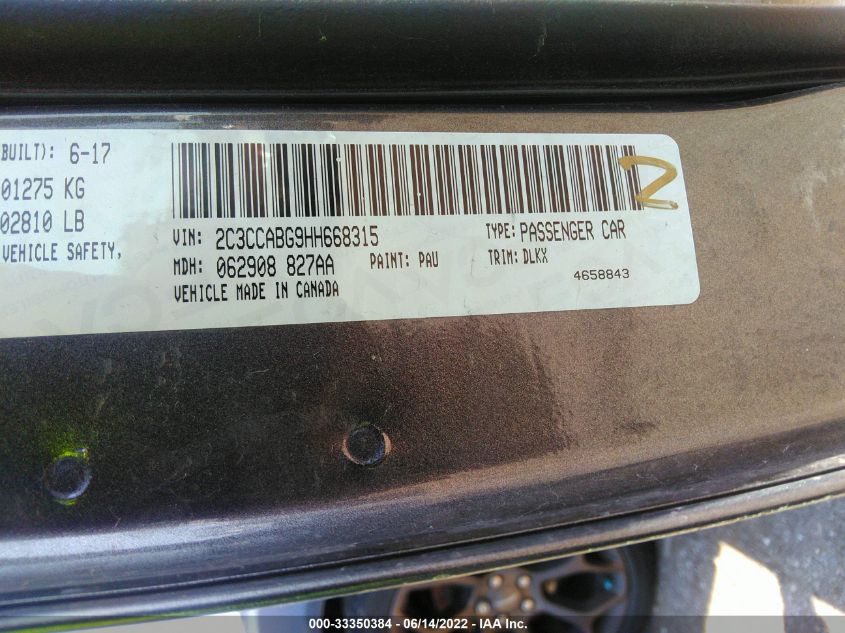 BUILT): 6-17
01275 KG
02810 LB
VEHICLE SAFETY,
2
VIN: 2C3CCABG9HH668315 TYPE: PASSENGER CAR
MDH: 062908 827AA PAINT: PAU TRIM: DLKX
VEHICLE MADE IN CANADA 4658843
000-33350384 - 06/14/2022 - IAA Inc.